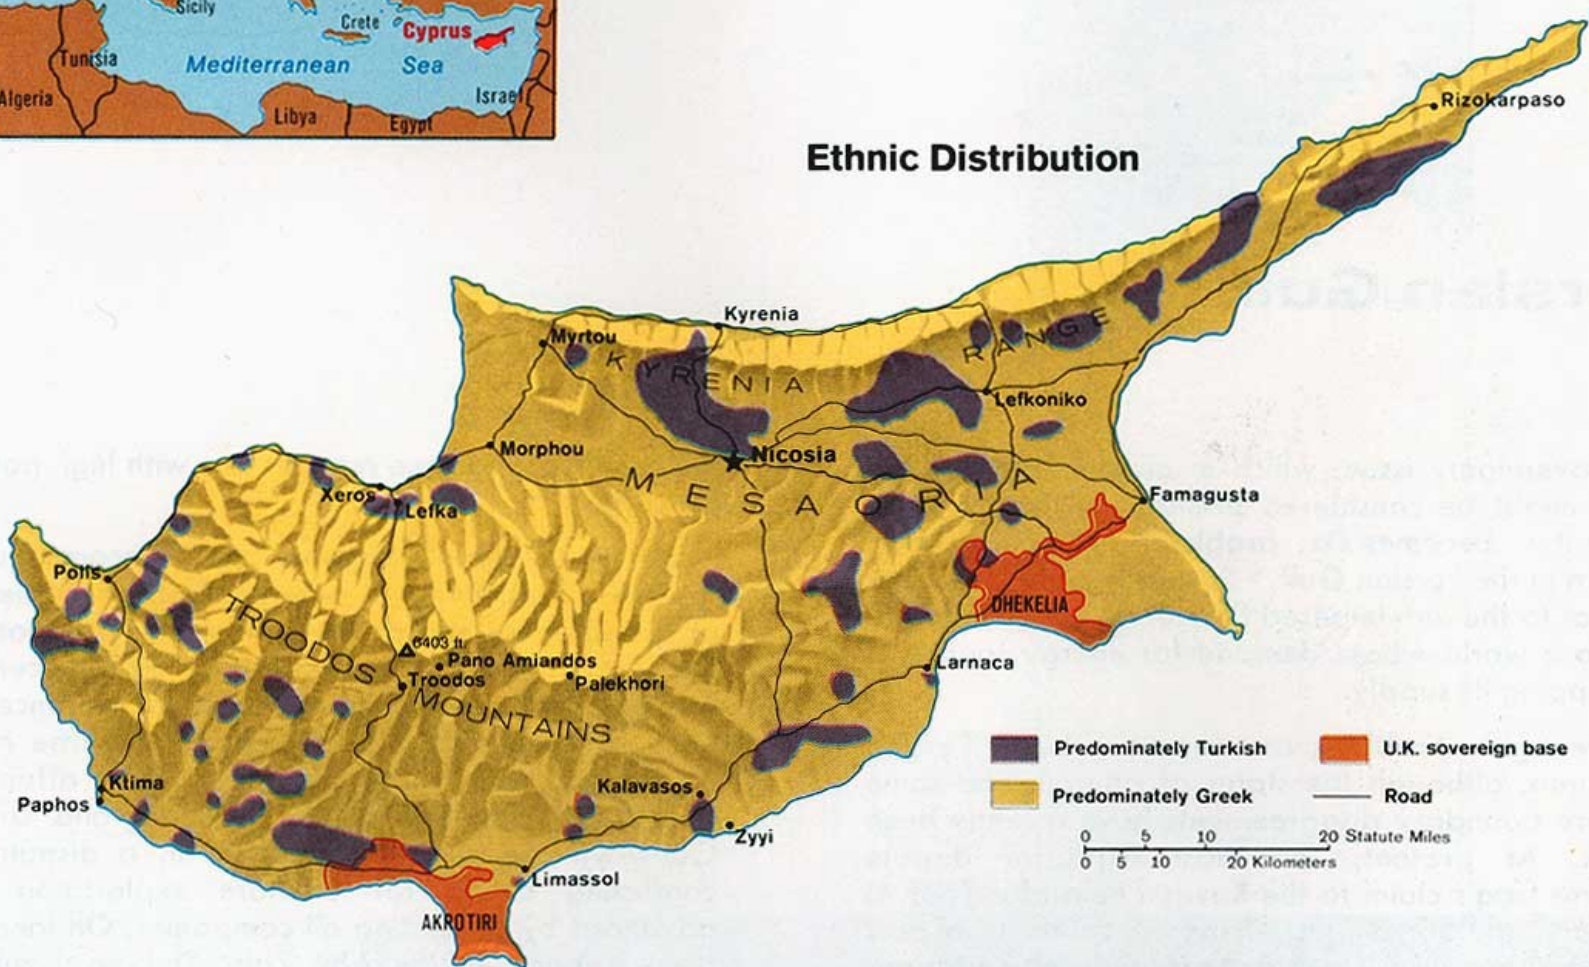 Sicily
Crete
Cyprus
Tunisia
Mediterranean Sea
Algeria
Israel
Libya
Egypt
Ethnic Distribution
Rizokarpaso
Kyrenia
Myrtou
KYRENIA RANGE
Lefkoniko
Morphou
Nicosia
MESAORIA
Xeros
Lefka
Famagusta
Polis
DHEKELIA
TROODOS MOUNTAINS
6403 ft.
Pano Amiandos
Troodos
Palekhori
Larnaca
Ktima
Paphos
Kalavasos
Zyyi
Limassol
AKROTIRI
Predominately Turkish
U.K. sovereign base
Predominately Greek
Road
0 5 10 20 Statute Miles
0 5 10 20 Kilometers